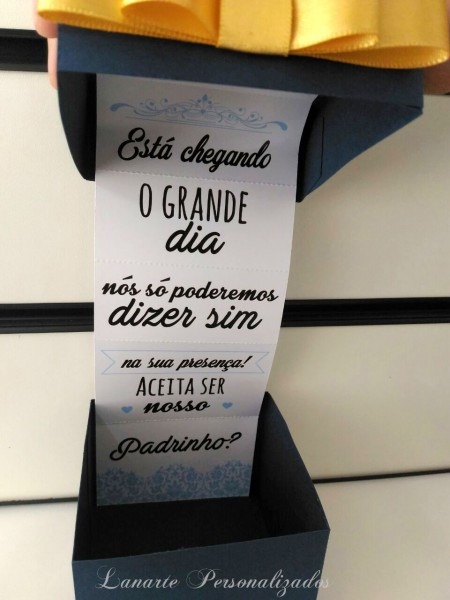 Está chegando
O GRANDE
dia
nós só poderemos
dizer sim
na sua presença!
ACEITA SER
nosso
Padrinho?
Lanarte Personalizados